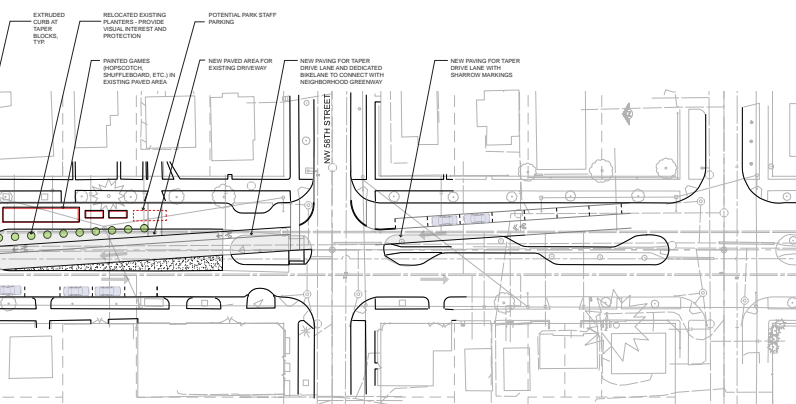 EXTRUDED
CURB AT
TAPER
DRIVE LANES,
TYP.
RELOCATED EXISTING
PLANTERS - PROVIDE
VISUAL INTEREST AND
PROTECTION
POTENTIAL PARK STAFF
PARKING
PAINTED GAMES
(HOPSCOTCH,
SHUFFLEBOARD, ETC.) IN
EXISTING PAVED AREA
NEW PAVED AREA FOR
EXISTING DRIVEWAY
NEW PAVING FOR TAPER
DRIVE LANE AND DEDICATED
BIKELANE TO CONNECT WITH
NEIGHBORHOOD GREENWAY
NEW PAVING FOR TAPER
DRIVE LANE WITH
SHARROW MARKINGS
NW 58TH STREET